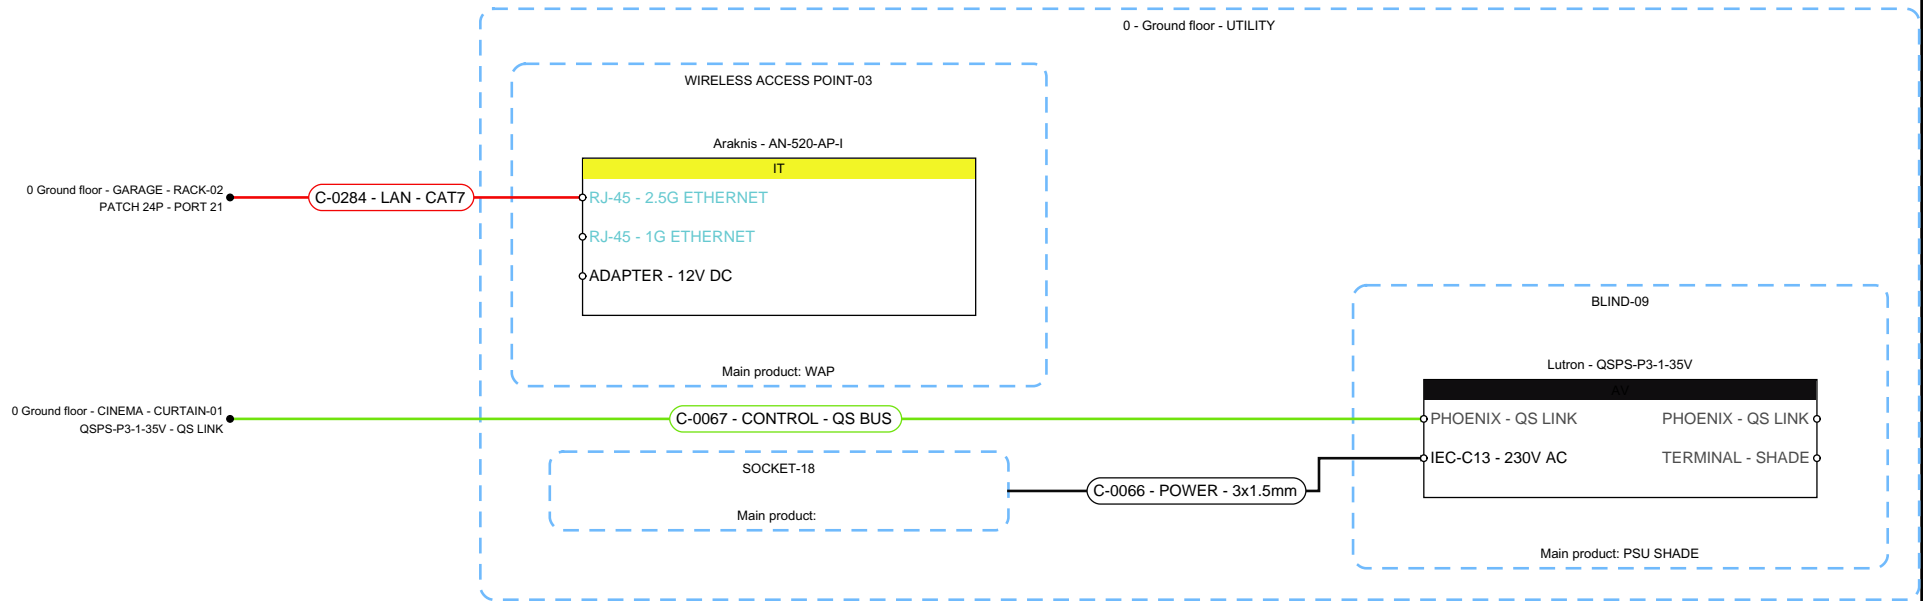 0 - Ground floor - UTILITY
WIRELESS ACCESS POINT-03
Araknis - AN-520-AP-I
IT
0 Ground floor - GARAGE - RACK-02
PATCH 24P - PORT 21
C-0284 - LAN - CAT7
RJ-45 - 2.5G ETHERNET
RJ-45 - 1G ETHERNET
ADAPTER - 12V DC
Main product: WAP
BLIND-09
Lutron - QSPS-P3-1-35V
AV
0 Ground floor - CINEMA - CURTAIN-01
QSPS-P3-1-35V - QS LINK
C-0067 - CONTROL - QS BUS
PHOENIX - QS LINK
PHOENIX - QS LINK
IEC-C13 - 230V AC
TERMINAL - SHADE
SOCKET-18
C-0066 - POWER - 3x1.5mm
Main product:
Main product: PSU SHADE